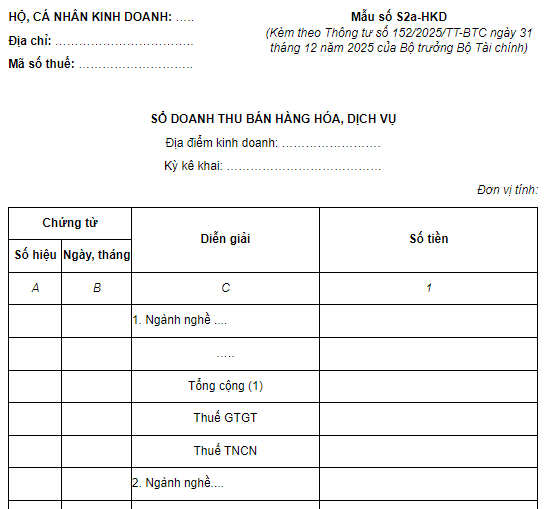 HỘ, CÁ NHÂN KINH DOANH: …..
Địa chỉ: ……………………………..
Mã số thuế: ………………………..
Mẫu số S2a-HKD
(Kèm theo Thông tư số 152/2025/TT-BTC ngày 31
tháng 12 năm 2025 của Bộ trưởng Bộ Tài chính)
SỔ DOANH THU BÁN HÀNG HÓA, DỊCH VỤ
Địa điểm kinh doanh: …………………….
Kỳ kê khai: …………………………………
Đơn vị tính:
Chứng từ
Diễn giải
Số tiền
Số hiệu
Ngày, tháng
A
B
C
1
1. Ngành nghề ....
…..
Tổng cộng (1)
Thuế GTGT
Thuế TNCN
2. Ngành nghề....